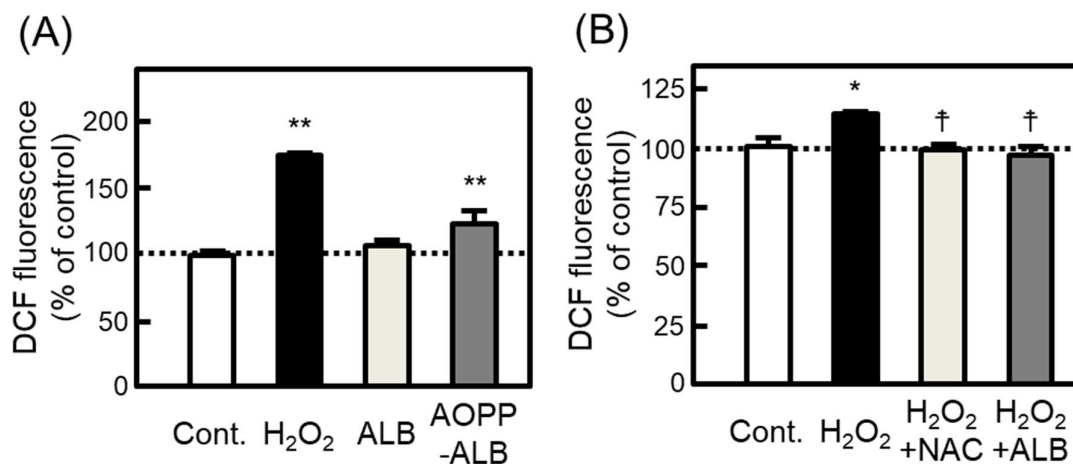 (A)
DCF fluorescence
(% of control)
200
150
100
50
0
**
**
Cont.
H₂O₂
ALB
AOPP
-ALB
(B)
DCF fluorescence
(% of control)
125
100
75
50
25
0
*
†
†
Cont.
H₂O₂
H₂O₂
+NAC
H₂O₂
+ALB